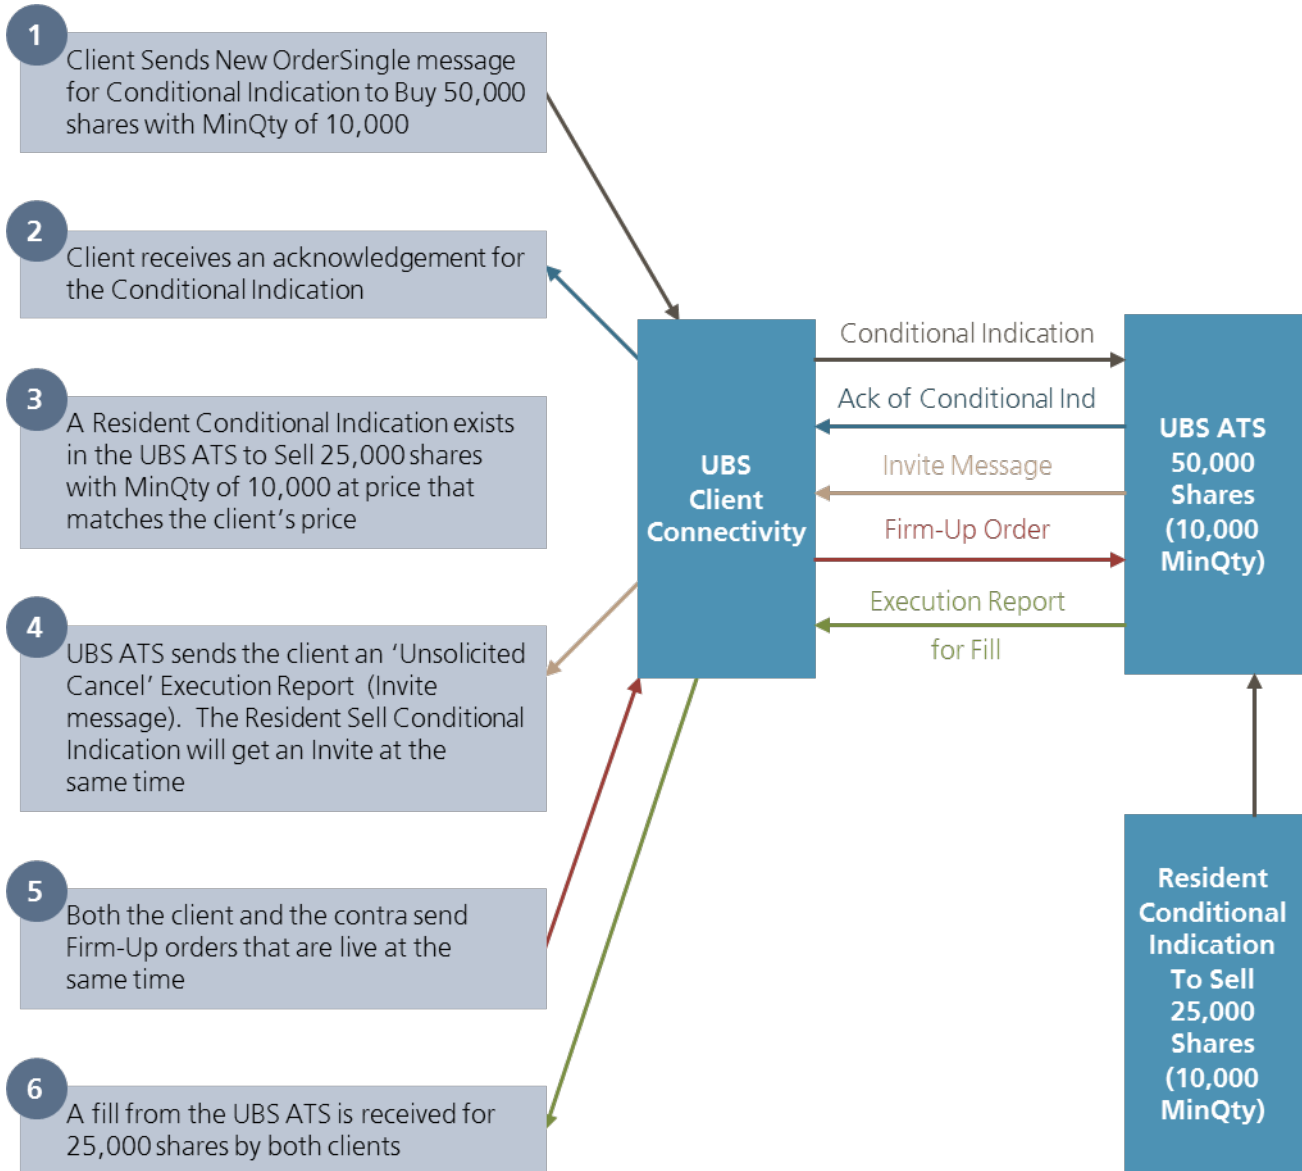 1
Client Sends New OrderSingle message
for Conditional Indication to Buy 50,000
shares with MinQty of 10,000
2
Client receives an acknowledgement for
the Conditional Indication
3
A Resident Conditional Indication exists
in the UBS ATS to Sell 25,000 shares
with MinQty of 10,000 at price that
matches the client's price
4
UBS ATS sends the client an 'Unsolicited
Cancel' Execution Report (Invite
message). The Resident Sell Conditional
Indication will get an Invite at the
same time
5
Both the client and the contra send
Firm-Up orders that are live at the
same time
6
A fill from the UBS ATS is received for
25,000 shares by both clients
UBS
Client
Connectivity
Conditional Indication
Ack of Conditional Ind
Invite Message
Firm-Up Order
Execution Report
for Fill
UBS ATS
50,000
Shares
(10,000
MinQty)
Resident
Conditional
Indication
To Sell
25,000
Shares
(10,000
MinQty)